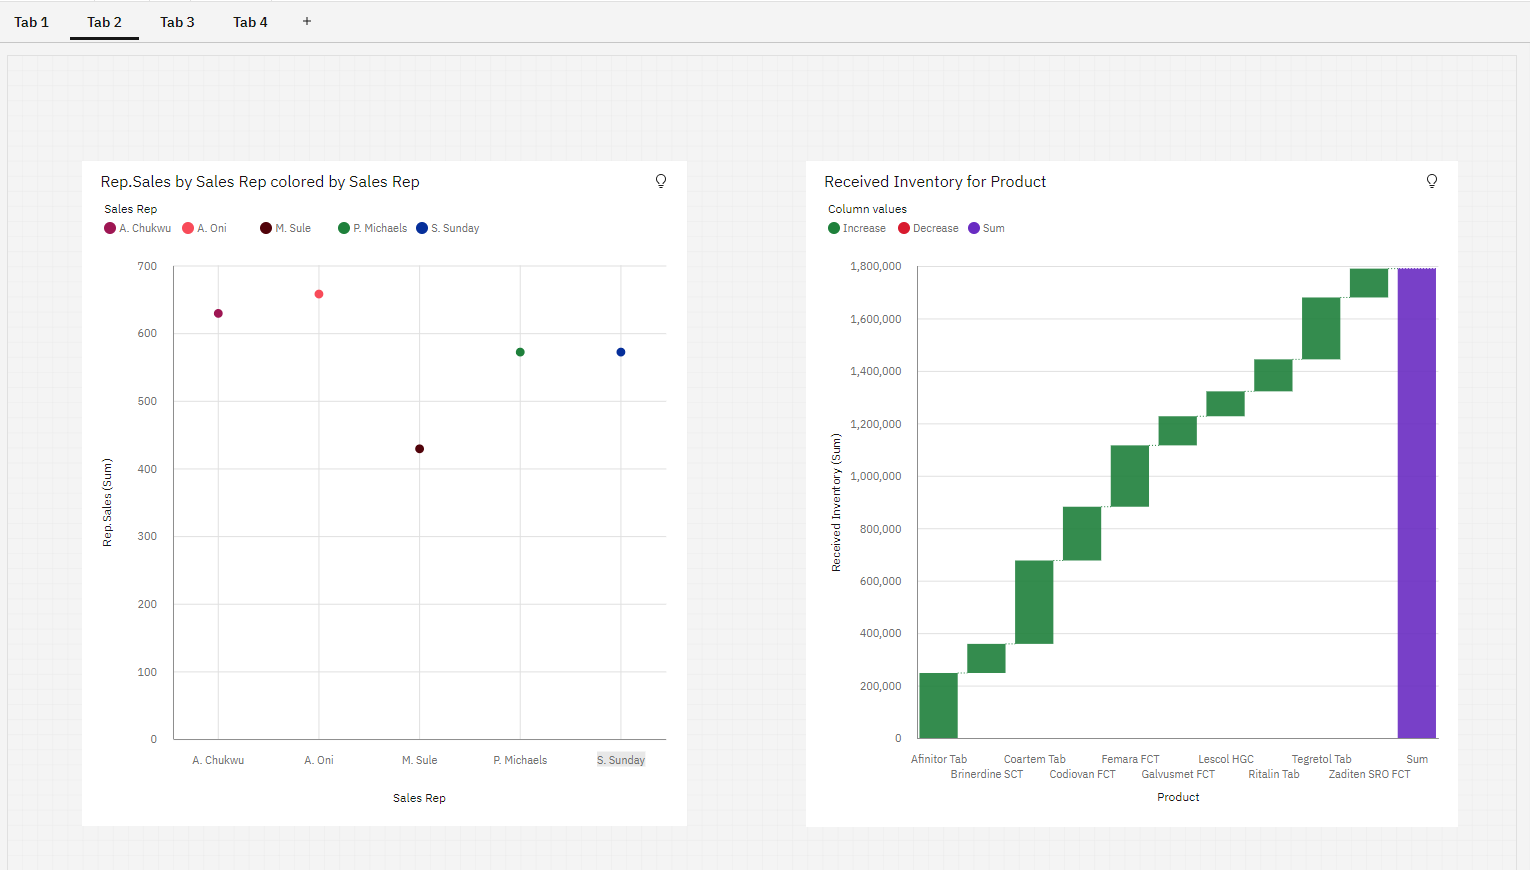 Tab 1 Tab 2 Tab 3 Tab 4 +
Rep.Sales by Sales Rep colored by Sales Rep
Sales Rep
A. Chukwu A. Oni M. Sule P. Michaels S. Sunday
700
600
500
400
300
200
100
0
Rep.Sales (Sum)
A. Chukwu A. Oni M. Sule P. Michaels S. Sunday
Sales Rep
Received Inventory for Product
Column values
Increase Decrease Sum
1,800,000
1,600,000
1,400,000
1,200,000
1,000,000
800,000
600,000
400,000
200,000
0
Received Inventory (Sum)
Afinitor Tab Coartem Tab Femara FCT Lescol HGC Tegretol Tab Sum
Brinerdine SCT Codiovan FCT Galvusmet FCT Ritalin Tab Zaditen SRO FCT
Product